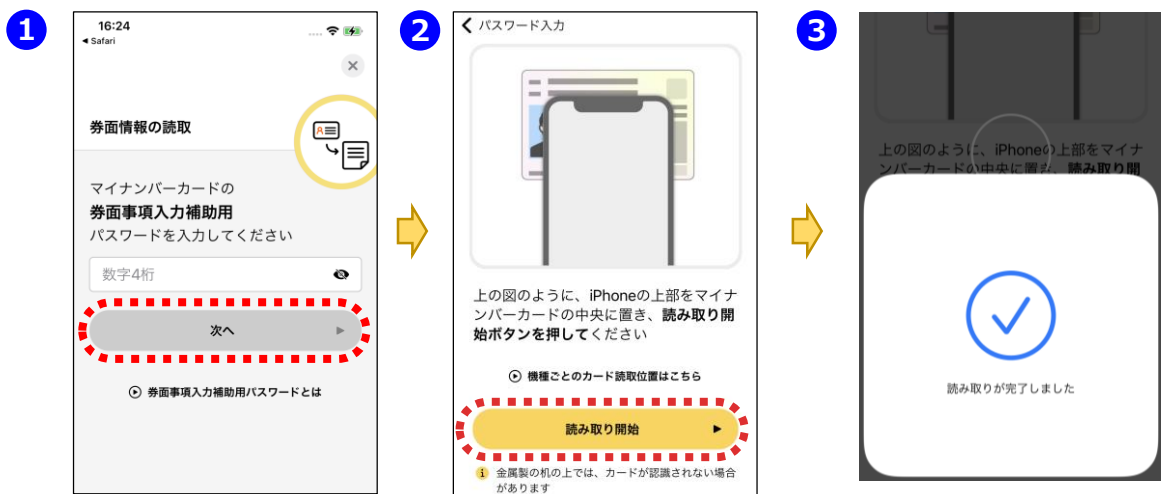 1
16:24
◀ Safari
券面情報の読取
マイナンバーカードの
券面事項入力補助用
パスワードを入力してください
数字4桁
次へ
券面事項入力補助用パスワードとは
2
パスワード入力
上の図のように、iPhoneの上部をマイナ
ンバーカードの中央に置き、読み取り開
始ボタンを押してください
機種ごとのカード読取位置はこちら
読み取り開始
金属製の机の上では、カードが認識されない場合
があります
3
上の図のように、iPhoneの上部をマイナ
ンバーカードの中央に置き、読み取り開
読み取りが完了しました